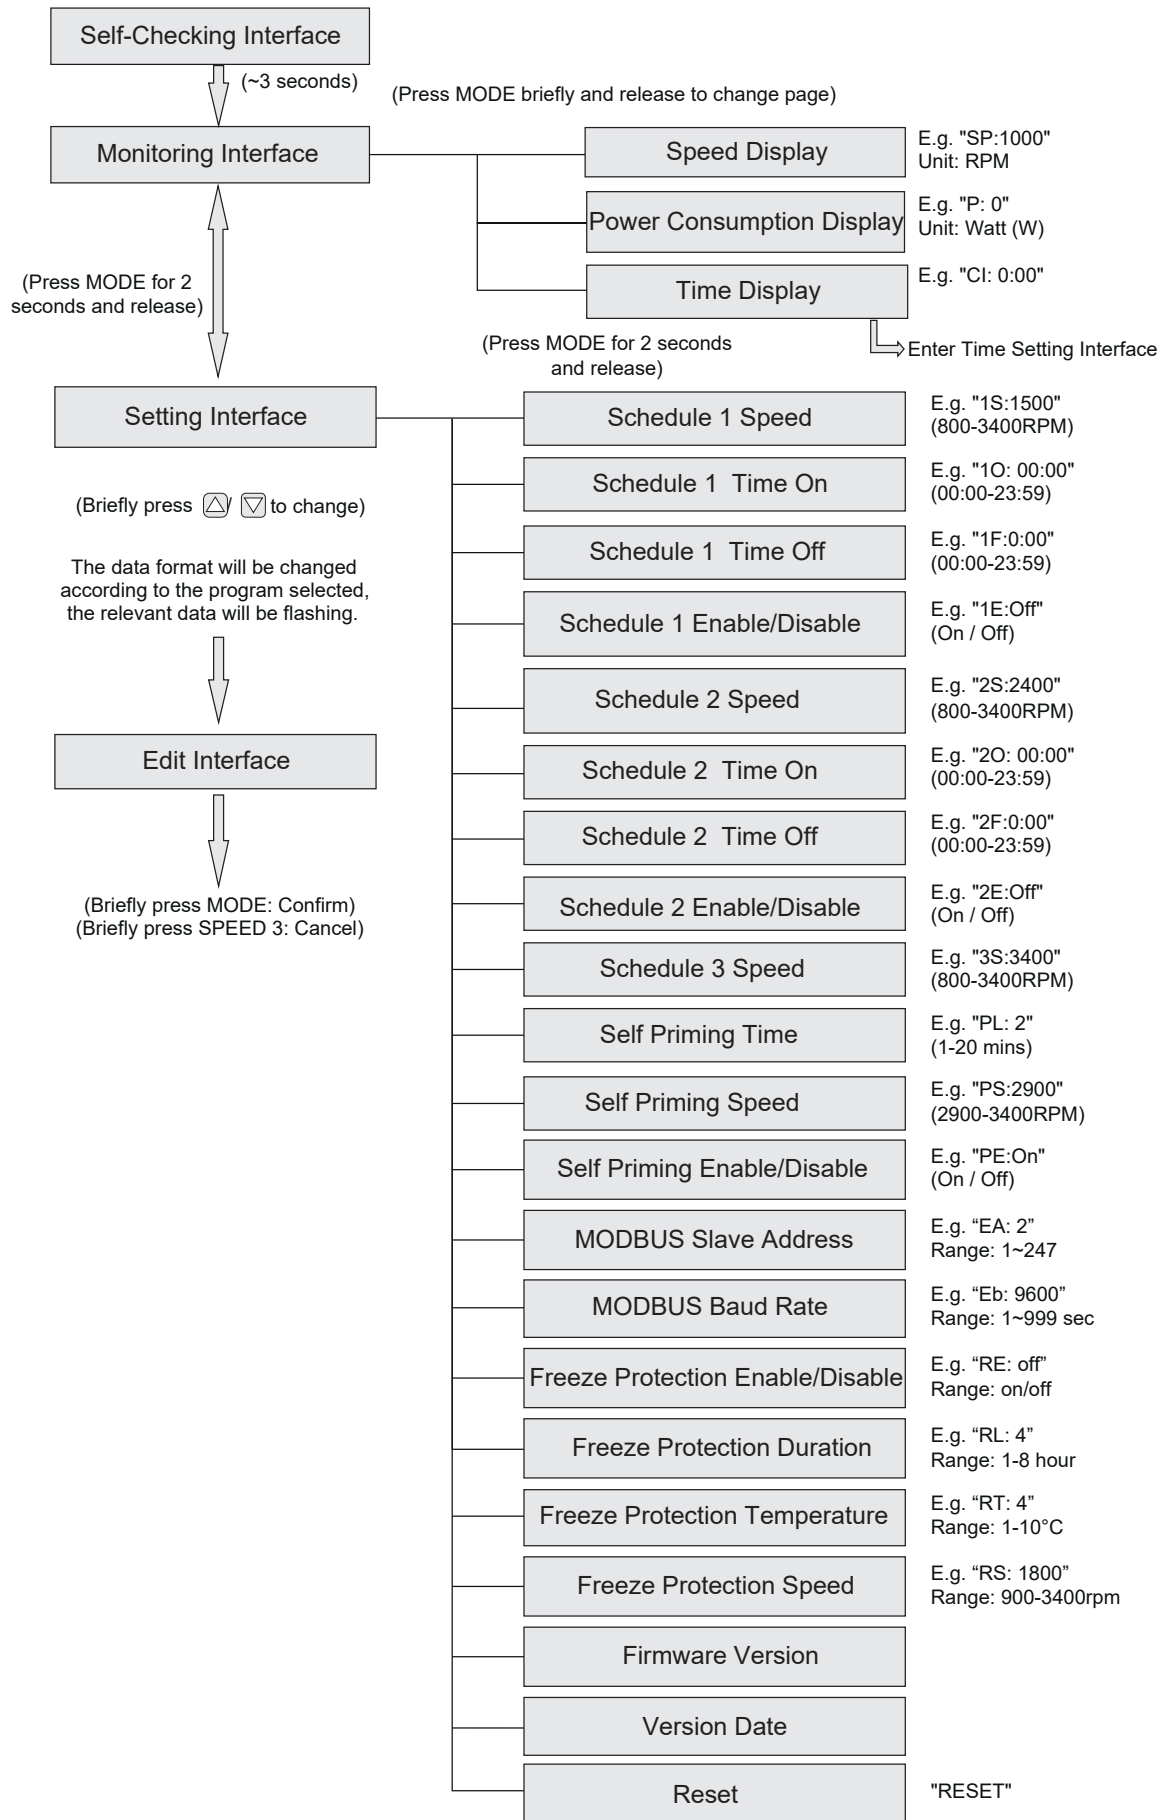 Self-Checking Interface
(~3 seconds)
(Press MODE briefly and release to change page)
Monitoring Interface
Speed Display
E.g. "SP:1000"
Unit: RPM
Power Consumption Display
E.g. "P: 0"
Unit: Watt (W)
Time Display
E.g. "CI: 0:00"
Enter Time Setting Interface
(Press MODE for 2
seconds and release)
(Press MODE for 2 seconds
and release)
Setting Interface
(Briefly press △/ ▽ to change)
The data format will be changed
according to the program selected,
the relevant data will be flashing.
Edit Interface
(Briefly press MODE: Confirm)
(Briefly press SPEED 3: Cancel)
Schedule 1 Speed
E.g. "1S:1500"
(800-3400RPM)
Schedule 1 Time On
E.g. "1O: 00:00"
(00:00-23:59)
Schedule 1 Time Off
E.g. "1F:0:00"
(00:00-23:59)
Schedule 1 Enable/Disable
E.g. "1E:Off"
(On / Off)
Schedule 2 Speed
E.g. "2S:2400"
(800-3400RPM)
Schedule 2 Time On
E.g. "2O: 00:00"
(00:00-23:59)
Schedule 2 Time Off
E.g. "2F:0:00"
(00:00-23:59)
Schedule 2 Enable/Disable
E.g. "2E:Off"
(On / Off)
Schedule 3 Speed
E.g. "3S:3400"
(800-3400RPM)
Self Priming Time
E.g. "PL: 2"
(1-20 mins)
Self Priming Speed
E.g. "PS:2900"
(2900-3400RPM)
Self Priming Enable/Disable
E.g. "PE:On"
(On / Off)
MODBUS Slave Address
E.g. “EA: 2”
Range: 1~247
MODBUS Baud Rate
E.g. “Eb: 9600”
Range: 1~999 sec
Freeze Protection Enable/Disable
E.g. “RE: off”
Range: on/off
Freeze Protection Duration
E.g. “RL: 4”
Range: 1-8 hour
Freeze Protection Temperature
E.g. “RT: 4”
Range: 1-10°C
Freeze Protection Speed
E.g. “RS: 1800”
Range: 900-3400rpm
Firmware Version
Version Date
Reset
"RESET"